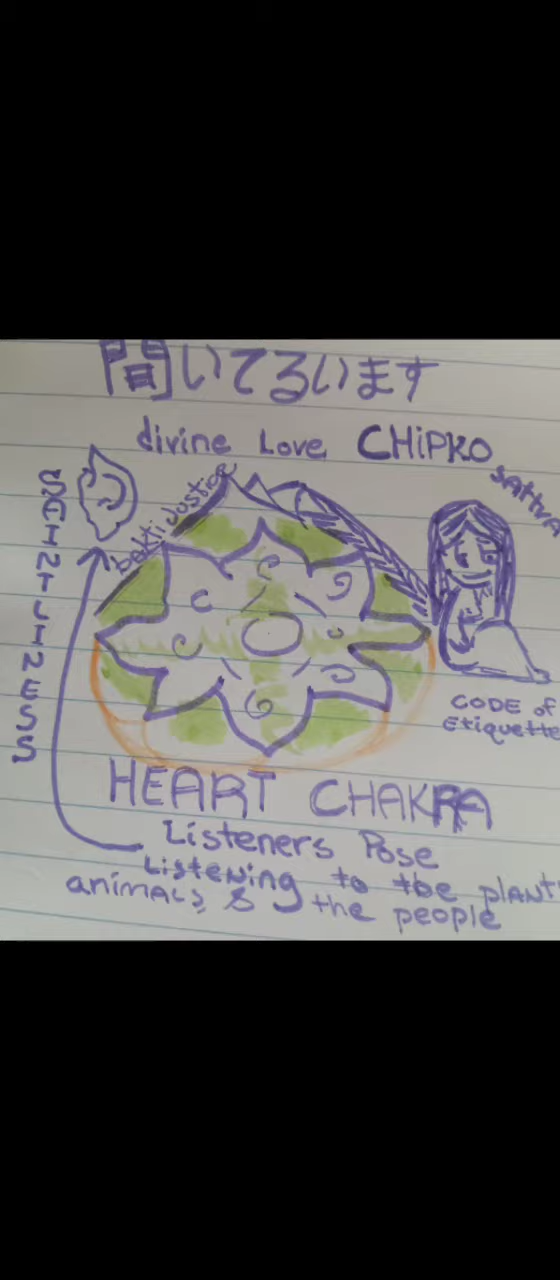 聞いてるいます
divine Love CHiPKO
Sattva
bakti Justice
SEINTLINESS
CODE of
Etiquette
HEART CHAKRA
Listeners Pose
Listening to the plant's
animals, & the people